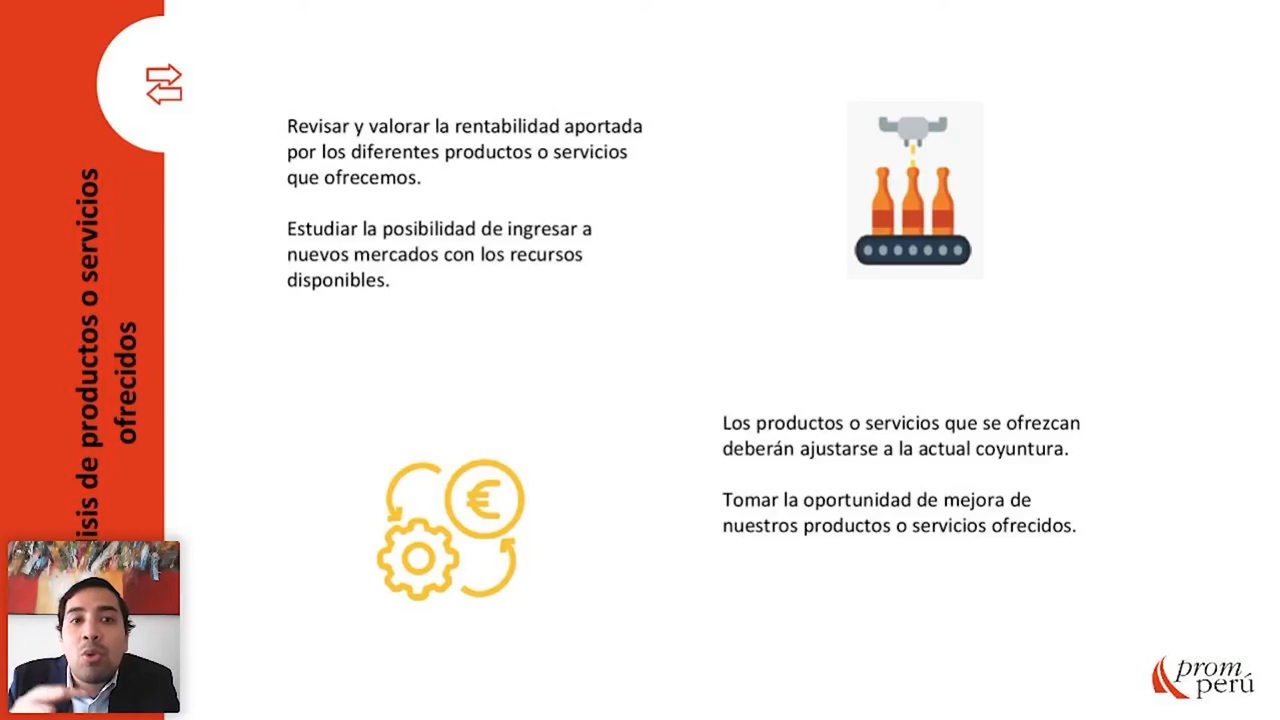 isis de productos o servicios
ofrecidos
Revisar y valorar la rentabilidad aportada
por los diferentes productos o servicios
que ofrecemos.
Estudiar la posibilidad de ingresar a
nuevos mercados con los recursos
disponibles.
Los productos o servicios que se ofrezcan
deberán ajustarse a la actual coyuntura.
Tomar la oportunidad de mejora de
nuestros productos o servicios ofrecidos.
€
prom
perú